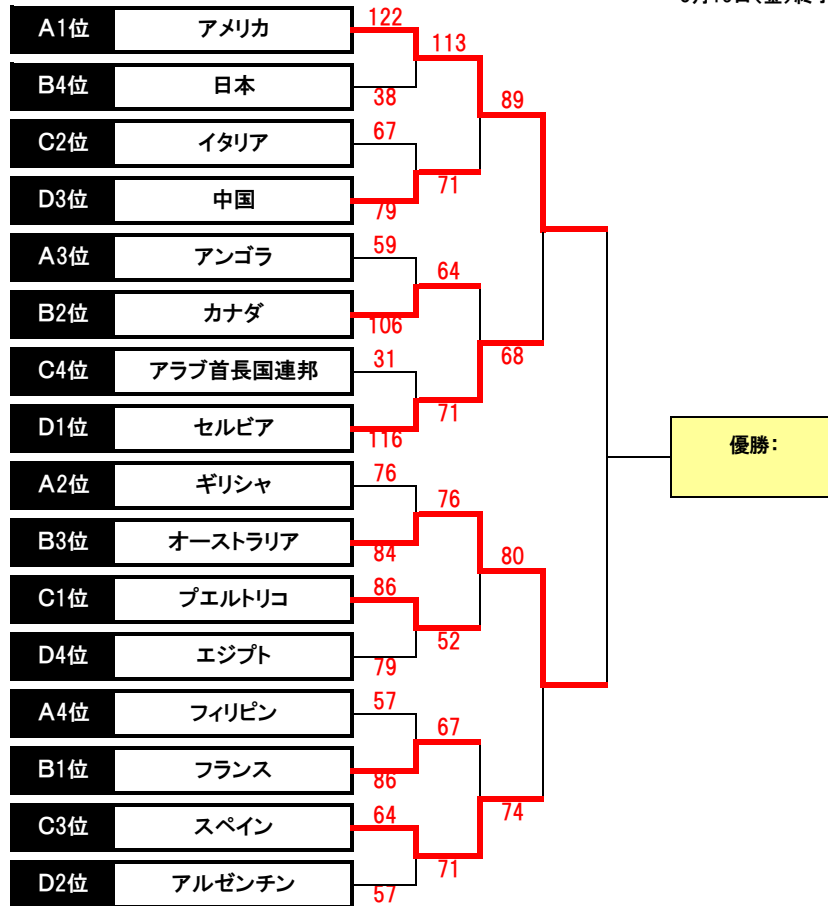 A1位 アメリカ 122
113
B4位 日本 38
89
C2位 イタリア 67
71
D3位 中国 79
A3位 アンゴラ 59
64
B2位 カナダ 106
68
C4位 アラブ首長国連邦 31
71
D1位 セルビア 116
優勝:
A2位 ギリシャ 76
76
B3位 オーストラリア 84
80
C1位 プエルトリコ 86
52
D4位 エジプト 79
A4位 フィリピン 57
67
B1位 フランス 86
74
C3位 スペイン 64
71
D2位 アルゼンチン 57